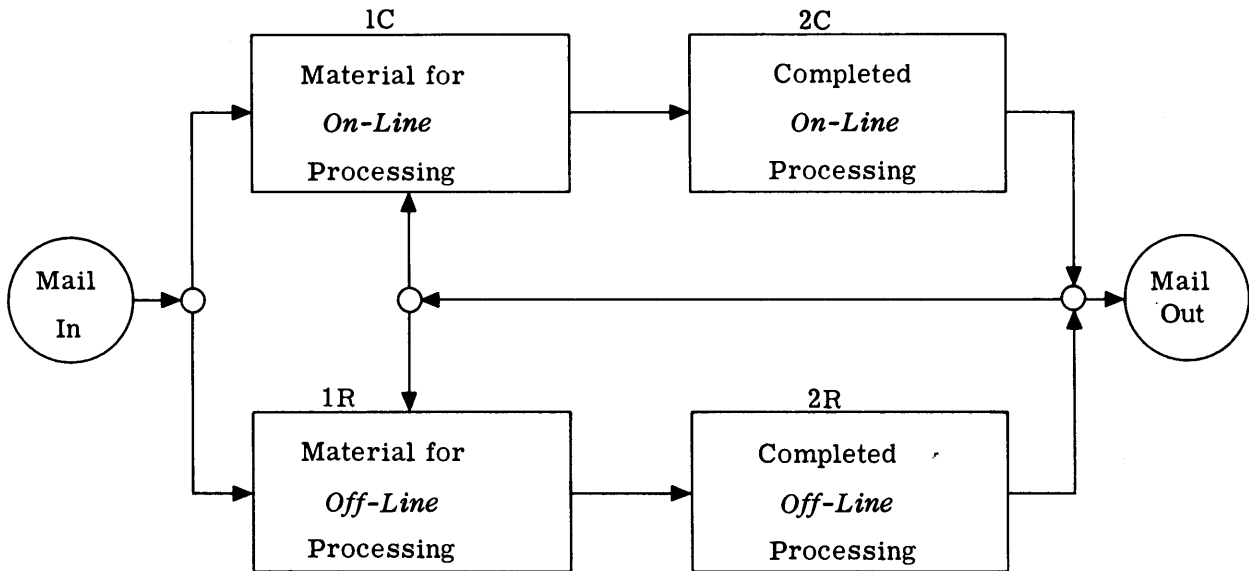 1C
Material for
On-Line
Processing
2C
Completed
On-Line
Processing
Mail
In
Mail
Out
1R
Material for
Off-Line
Processing
2R
Completed
Off-Line
Processing